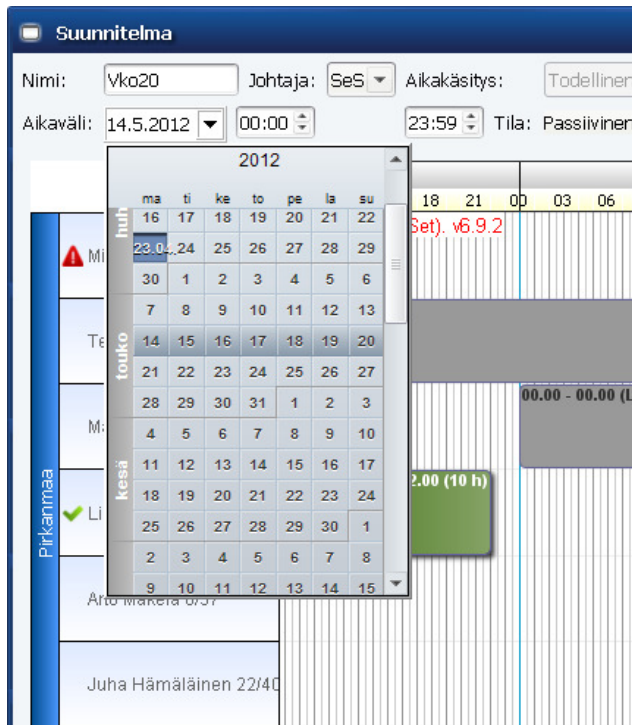 Suunnitelma
Nimi: Vko20 Johtaja: SeS Aikakäsitys: Todellinen
Aikaväli: 14.5.2012 00:00 23:59 Tila: Passiivinen
2012
ma ti ke to pe la su
huh
16 17 18 19 20 21 22
23.04. 24 25 26 27 28 29
30 1 2 3 4 5 6
touko
7 8 9 10 11 12 13
14 15 16 17 18 19 20
21 22 23 24 25 26 27
28 29 30 31 1 2 3
kesä
4 5 6 7 8 9 10
11 12 13 14 15 16 17
18 19 20 21 22 23 24
25 26 27 28 29 30 1
2 3 4 5 6 7 8
9 10 11 12 13 14 15
18 21 00 03 06
Set). v6.9.2
00.00 - 00.00 (L
2.00 (10 h)
Pirkanmaa
Mi
Te
Ma
Li
Juha Hämäläinen 22/40